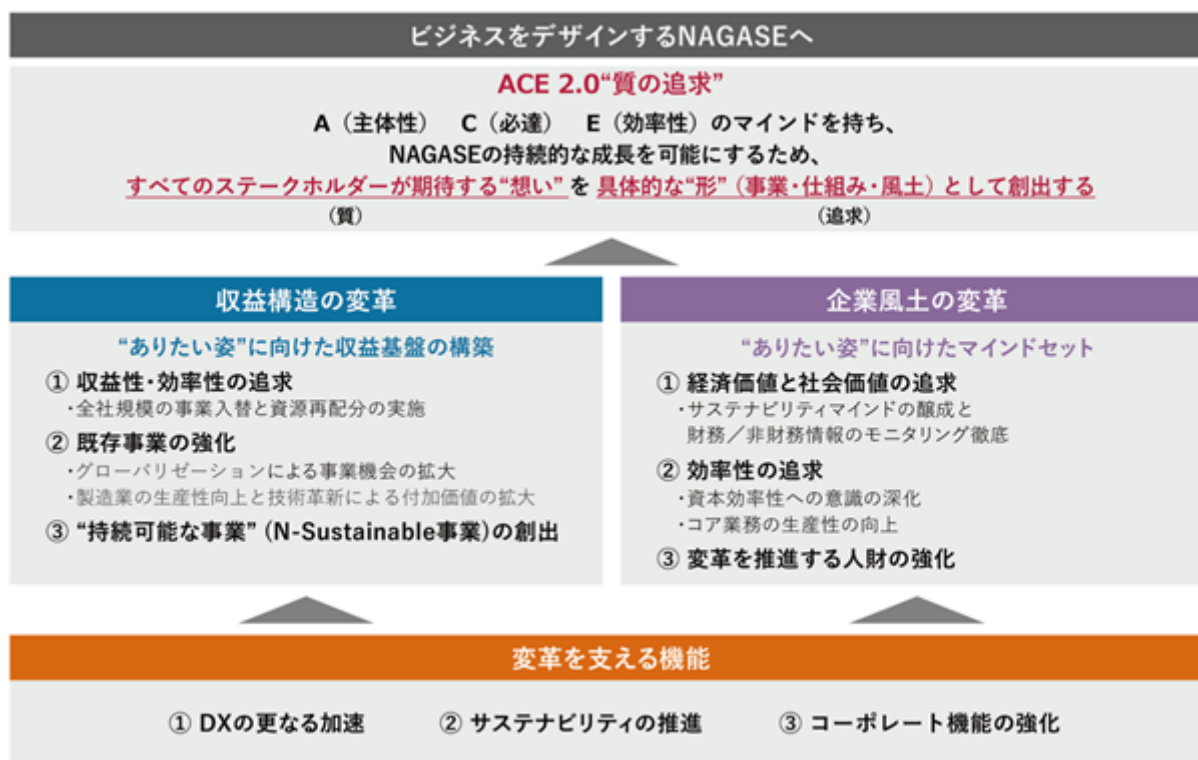 ビジネスをデザインするNAGASEへ
ACE 2.0“質の追求”
A（主体性） C（必達） E（効率性）のマインドを持ち、
NAGASEの持続的な成長を可能にするため、
すべてのステークホルダーが期待する“想い” を 具体的な“形”（事業・仕組み・風土）として創出する
（質） （追求）
収益構造の変革
“ありたい姿”に向けた収益基盤の構築
① 収益性・効率性の追求
・全社規模の事業入替と資源再配分の実施
② 既存事業の強化
・グローバリゼーションによる事業機会の拡大
・製造業の生産性向上と技術革新による付加価値の拡大
③ “持続可能な事業”（N-Sustainable事業）の創出
企業風土の変革
“ありたい姿”に向けたマインドセット
① 経済価値と社会価値の追求
・サステナビリティマインドの醸成と
財務／非財務情報のモニタリング徹底
② 効率性の追求
・資本効率性への意識の深化
・コア業務の生産性の向上
③ 変革を推進する人財の強化
変革を支える機能
① DXの更なる加速 ② サステナビリティの推進 ③ コーポレート機能の強化